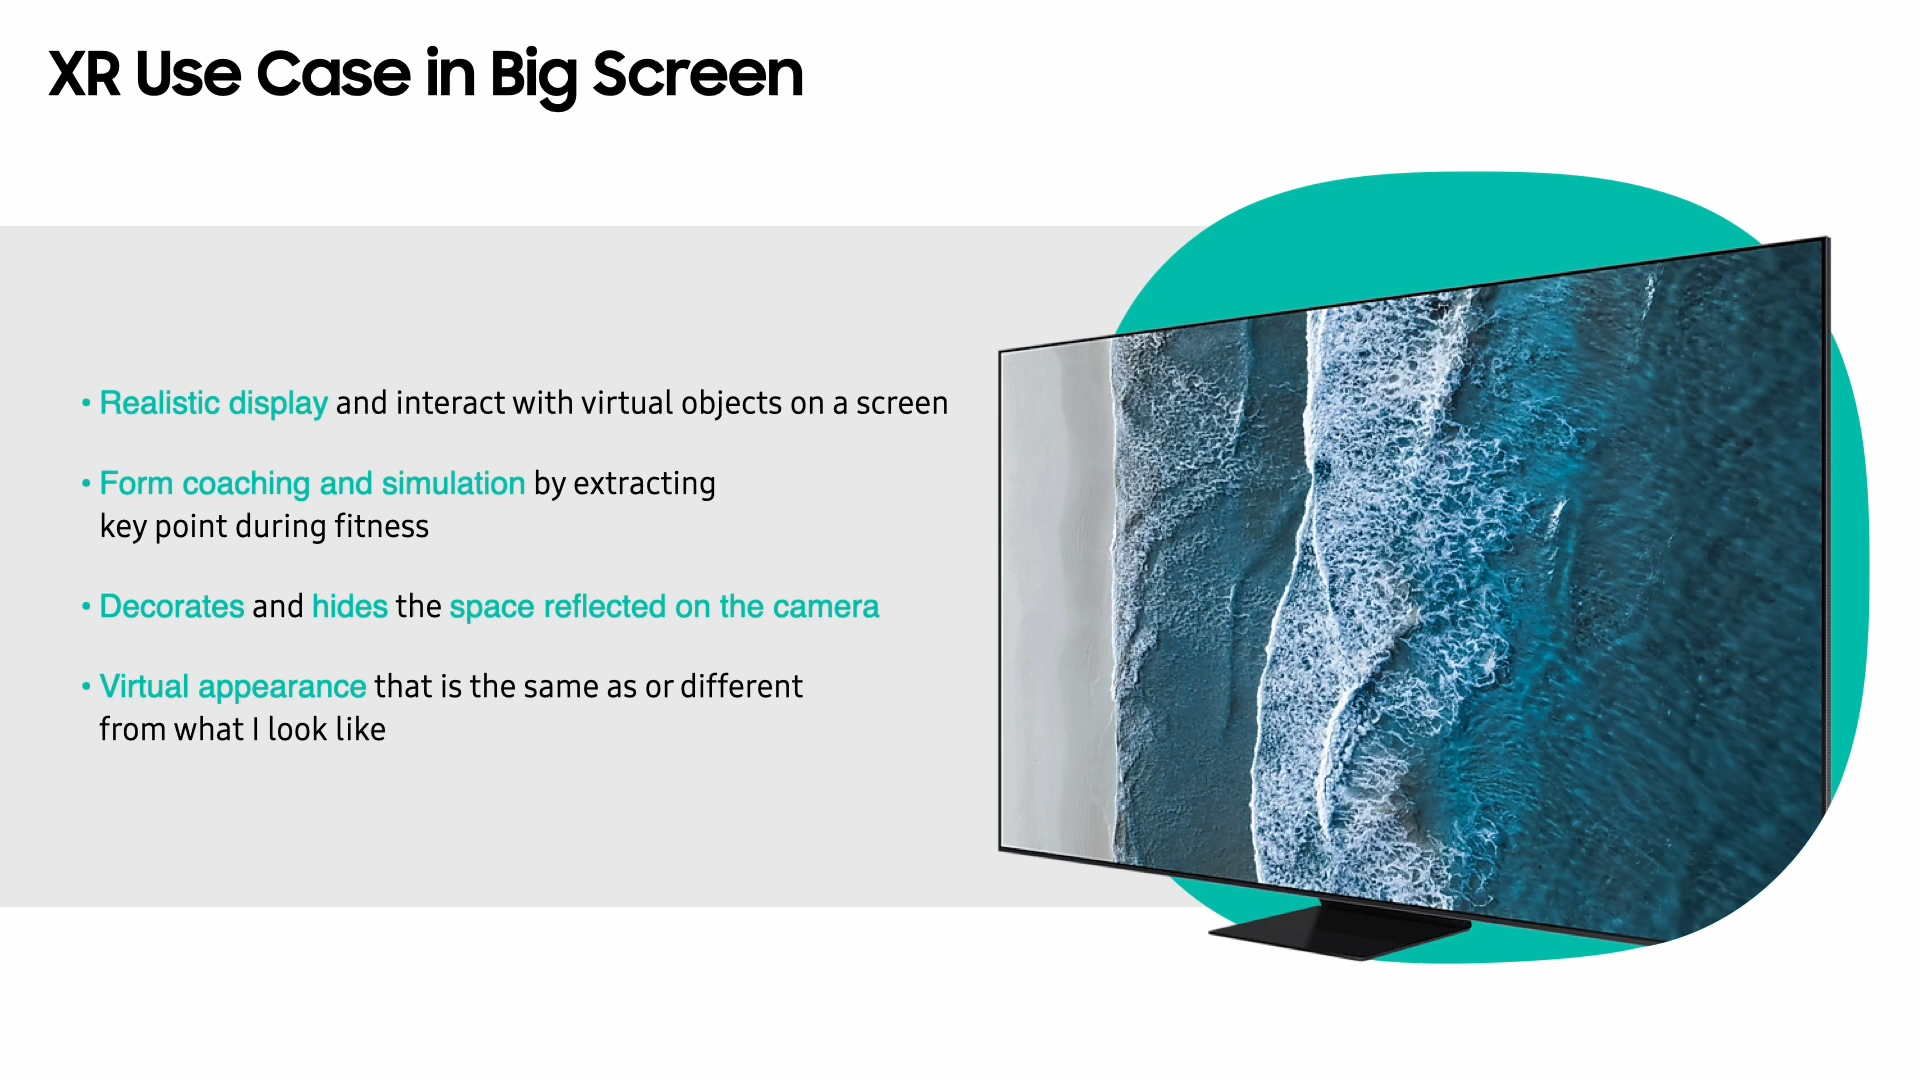 XR Use Case in Big Screen
• Realistic display and interact with virtual objects on a screen
• Form coaching and simulation by extracting
key point during fitness
• Decorates and hides the space reflected on the camera
• Virtual appearance that is the same as or different
from what I look like